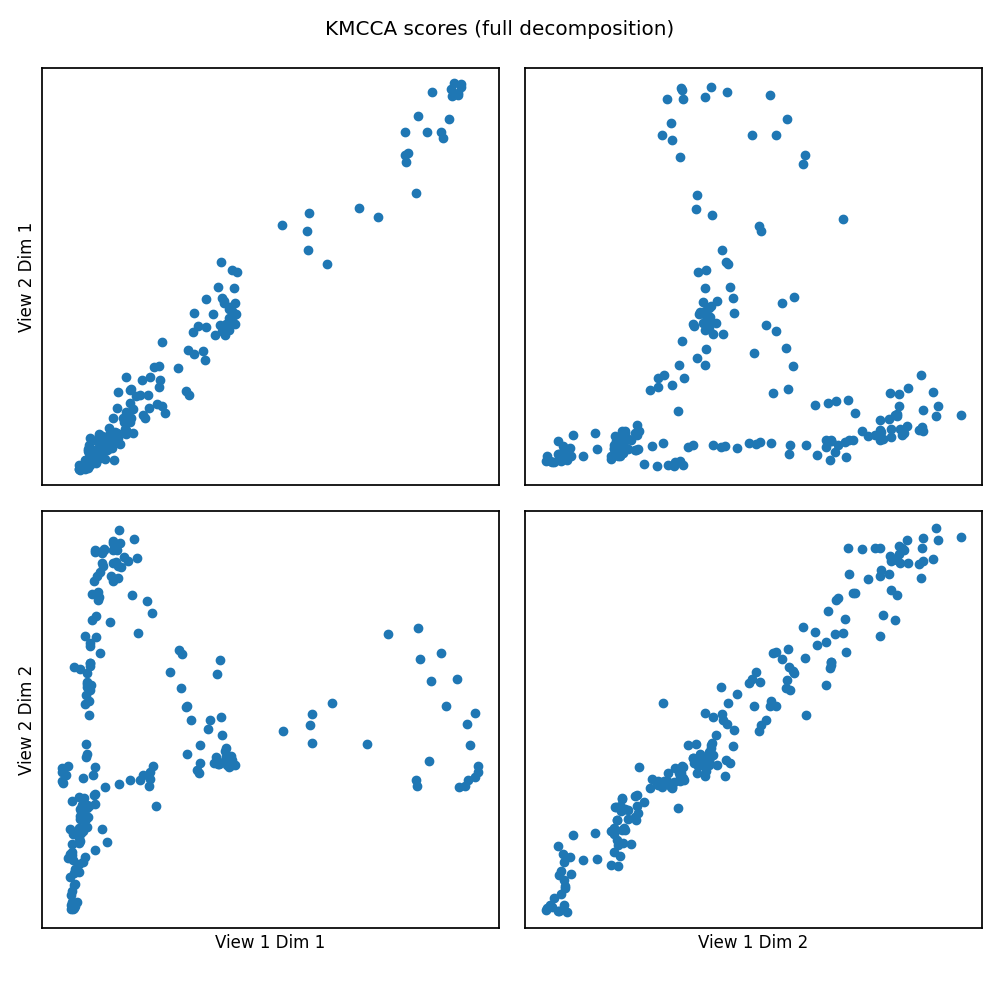 KMCCA scores (full decomposition)
View 2 Dim 1
View 2 Dim 2
View 1 Dim 1
View 1 Dim 2